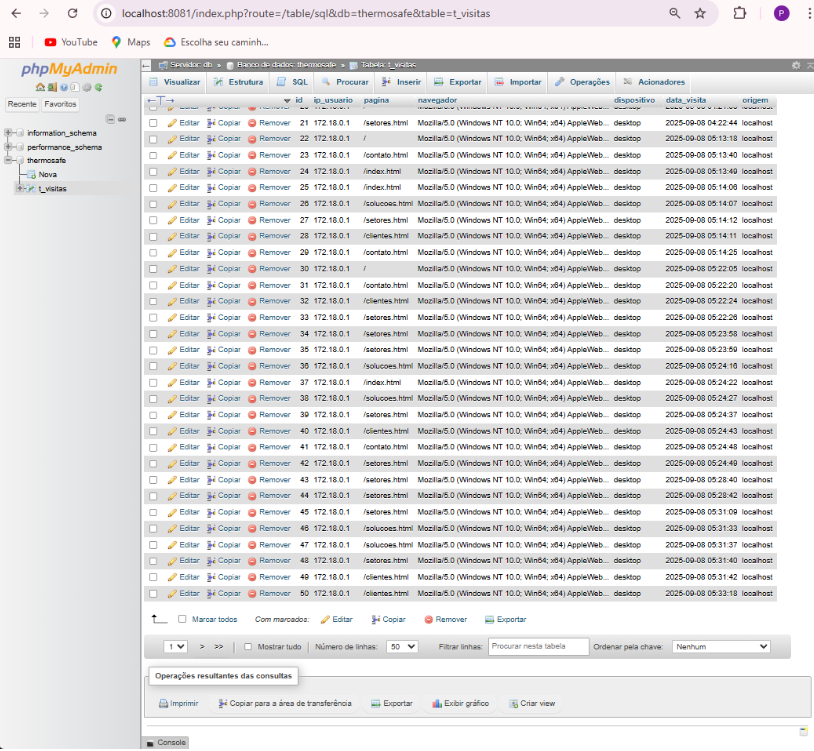 localhost:8081/index.php?route=/table/sql&db=thermosafe&table=t_visitas
P
YouTube Maps Escolha seu camin...
phpMyAdmin
Recente Favoritos
information_schema
performance_schema
thermosafe
Nova
t_visitas
Servidor: db » Banco de dados: thermosafe » Tabela: t_visitas
Visualizar Estrutura SQL Procurar Inserir Exportar Importar Operações Acionadores
id ip_usuario pagina navegador dispositivo data_visita origem
Editar Copiar Remover 21 172.18.0.1 /setores.html Mozilla/5.0 (Windows NT 10.0; Win64; x64) AppleWeb... desktop 2025-09-08 04:22:44 localhost
Editar Copiar Remover 22 172.18.0.1 / Mozilla/5.0 (Windows NT 10.0; Win64; x64) AppleWeb... desktop 2025-09-08 05:13:18 localhost
Editar Copiar Remover 23 172.18.0.1 /contato.html Mozilla/5.0 (Windows NT 10.0; Win64; x64) AppleWeb... desktop 2025-09-08 05:13:40 localhost
Editar Copiar Remover 24 172.18.0.1 /index.html Mozilla/5.0 (Windows NT 10.0; Win64; x64) AppleWeb... desktop 2025-09-08 05:13:49 localhost
Editar Copiar Remover 25 172.18.0.1 /index.html Mozilla/5.0 (Windows NT 10.0; Win64; x64) AppleWeb... desktop 2025-09-08 05:14:06 localhost
Editar Copiar Remover 26 172.18.0.1 /solucoes.html Mozilla/5.0 (Windows NT 10.0; Win64; x64) AppleWeb... desktop 2025-09-08 05:14:07 localhost
Editar Copiar Remover 27 172.18.0.1 /setores.html Mozilla/5.0 (Windows NT 10.0; Win64; x64) AppleWeb... desktop 2025-09-08 05:14:12 localhost
Editar Copiar Remover 28 172.18.0.1 /clientes.html Mozilla/5.0 (Windows NT 10.0; Win64; x64) AppleWeb... desktop 2025-09-08 05:14:11 localhost
Editar Copiar Remover 29 172.18.0.1 /contato.html Mozilla/5.0 (Windows NT 10.0; Win64; x64) AppleWeb... desktop 2025-09-08 05:14:25 localhost
Editar Copiar Remover 30 172.18.0.1 / Mozilla/5.0 (Windows NT 10.0; Win64; x64) AppleWeb... desktop 2025-09-08 05:22:05 localhost
Editar Copiar Remover 31 172.18.0.1 /contato.html Mozilla/5.0 (Windows NT 10.0; Win64; x64) AppleWeb... desktop 2025-09-08 05:22:20 localhost
Editar Copiar Remover 32 172.18.0.1 /clientes.html Mozilla/5.0 (Windows NT 10.0; Win64; x64) AppleWeb... desktop 2025-09-08 05:22:24 localhost
Editar Copiar Remover 33 172.18.0.1 /setores.html Mozilla/5.0 (Windows NT 10.0; Win64; x64) AppleWeb... desktop 2025-09-08 05:22:26 localhost
Editar Copiar Remover 34 172.18.0.1 /setores.html Mozilla/5.0 (Windows NT 10.0; Win64; x64) AppleWeb... desktop 2025-09-08 05:23:58 localhost
Editar Copiar Remover 35 172.18.0.1 /setores.html Mozilla/5.0 (Windows NT 10.0; Win64; x64) AppleWeb... desktop 2025-09-08 05:23:59 localhost
Editar Copiar Remover 36 172.18.0.1 /solucoes.html Mozilla/5.0 (Windows NT 10.0; Win64; x64) AppleWeb... desktop 2025-09-08 05:24:16 localhost
Editar Copiar Remover 37 172.18.0.1 /index.html Mozilla/5.0 (Windows NT 10.0; Win64; x64) AppleWeb... desktop 2025-09-08 05:24:22 localhost
Editar Copiar Remover 38 172.18.0.1 /solucoes.html Mozilla/5.0 (Windows NT 10.0; Win64; x64) AppleWeb... desktop 2025-09-08 05:24:27 localhost
Editar Copiar Remover 39 172.18.0.1 /setores.html Mozilla/5.0 (Windows NT 10.0; Win64; x64) AppleWeb... desktop 2025-09-08 05:24:37 localhost
Editar Copiar Remover 40 172.18.0.1 /clientes.html Mozilla/5.0 (Windows NT 10.0; Win64; x64) AppleWeb... desktop 2025-09-08 05:24:43 localhost
Editar Copiar Remover 41 172.18.0.1 /contato.html Mozilla/5.0 (Windows NT 10.0; Win64; x64) AppleWeb... desktop 2025-09-08 05:24:48 localhost
Editar Copiar Remover 42 172.18.0.1 /setores.html Mozilla/5.0 (Windows NT 10.0; Win64; x64) AppleWeb... desktop 2025-09-08 05:24:49 localhost
Editar Copiar Remover 43 172.18.0.1 /setores.html Mozilla/5.0 (Windows NT 10.0; Win64; x64) AppleWeb... desktop 2025-09-08 05:28:40 localhost
Editar Copiar Remover 44 172.18.0.1 /setores.html Mozilla/5.0 (Windows NT 10.0; Win64; x64) AppleWeb... desktop 2025-09-08 05:28:42 localhost
Editar Copiar Remover 45 172.18.0.1 /setores.html Mozilla/5.0 (Windows NT 10.0; Win64; x64) AppleWeb... desktop 2025-09-08 05:31:09 localhost
Editar Copiar Remover 46 172.18.0.1 /solucoes.html Mozilla/5.0 (Windows NT 10.0; Win64; x64) AppleWeb... desktop 2025-09-08 05:31:33 localhost
Editar Copiar Remover 47 172.18.0.1 /solucoes.html Mozilla/5.0 (Windows NT 10.0; Win64; x64) AppleWeb... desktop 2025-09-08 05:31:37 localhost
Editar Copiar Remover 48 172.18.0.1 /setores.html Mozilla/5.0 (Windows NT 10.0; Win64; x64) AppleWeb... desktop 2025-09-08 05:31:40 localhost
Editar Copiar Remover 49 172.18.0.1 /clientes.html Mozilla/5.0 (Windows NT 10.0; Win64; x64) AppleWeb... desktop 2025-09-08 05:31:42 localhost
Editar Copiar Remover 50 172.18.0.1 /clientes.html Mozilla/5.0 (Windows NT 10.0; Win64; x64) AppleWeb... desktop 2025-09-08 05:33:18 localhost
Marcar todos Com marcados: Editar Copiar Remover Exportar
1 > >> Mostrar tudo Número de linhas: 50 Filtrar linhas: Procurar nesta tabela Ordenar pela chave: Nenhum
Operações resultantes das consultas
Imprimir Copiar para a área de transferência Exportar Exibir gráfico Criar view
Console